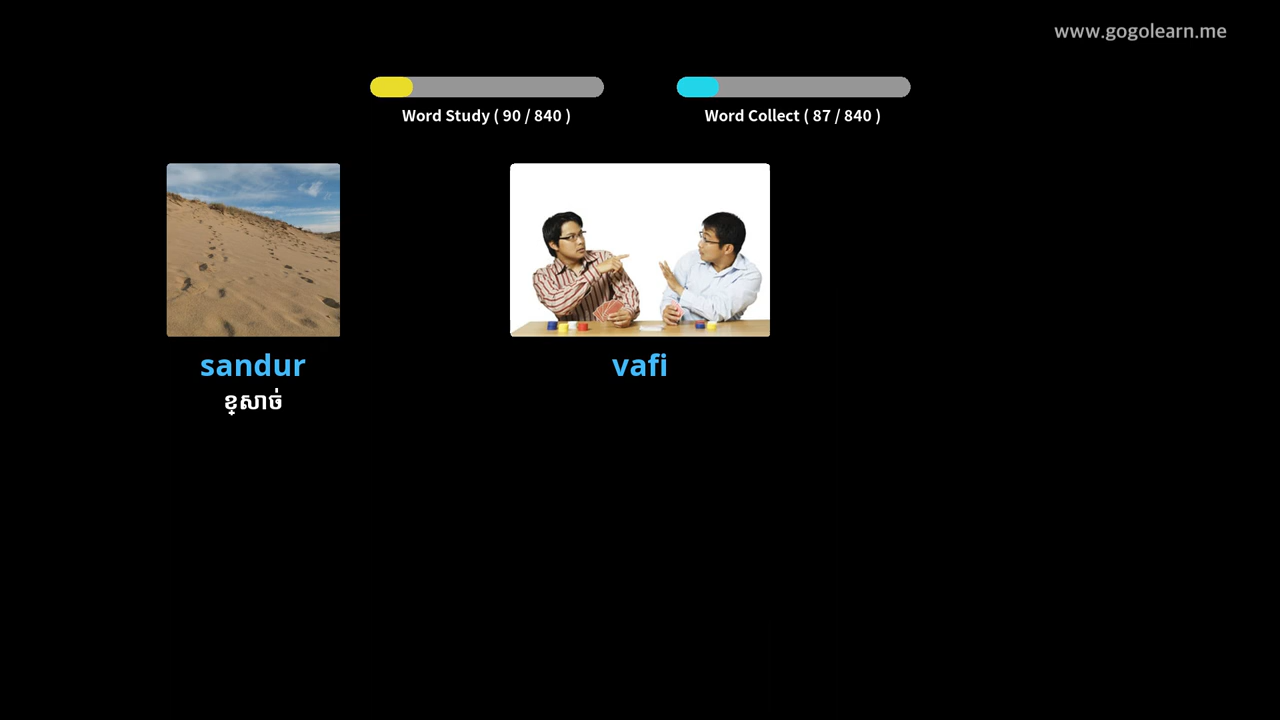 www.gogolearn.me
Word Study ( 90 / 840 )
Word Collect ( 87 / 840 )
sandur
ខ្សាច់
vafi